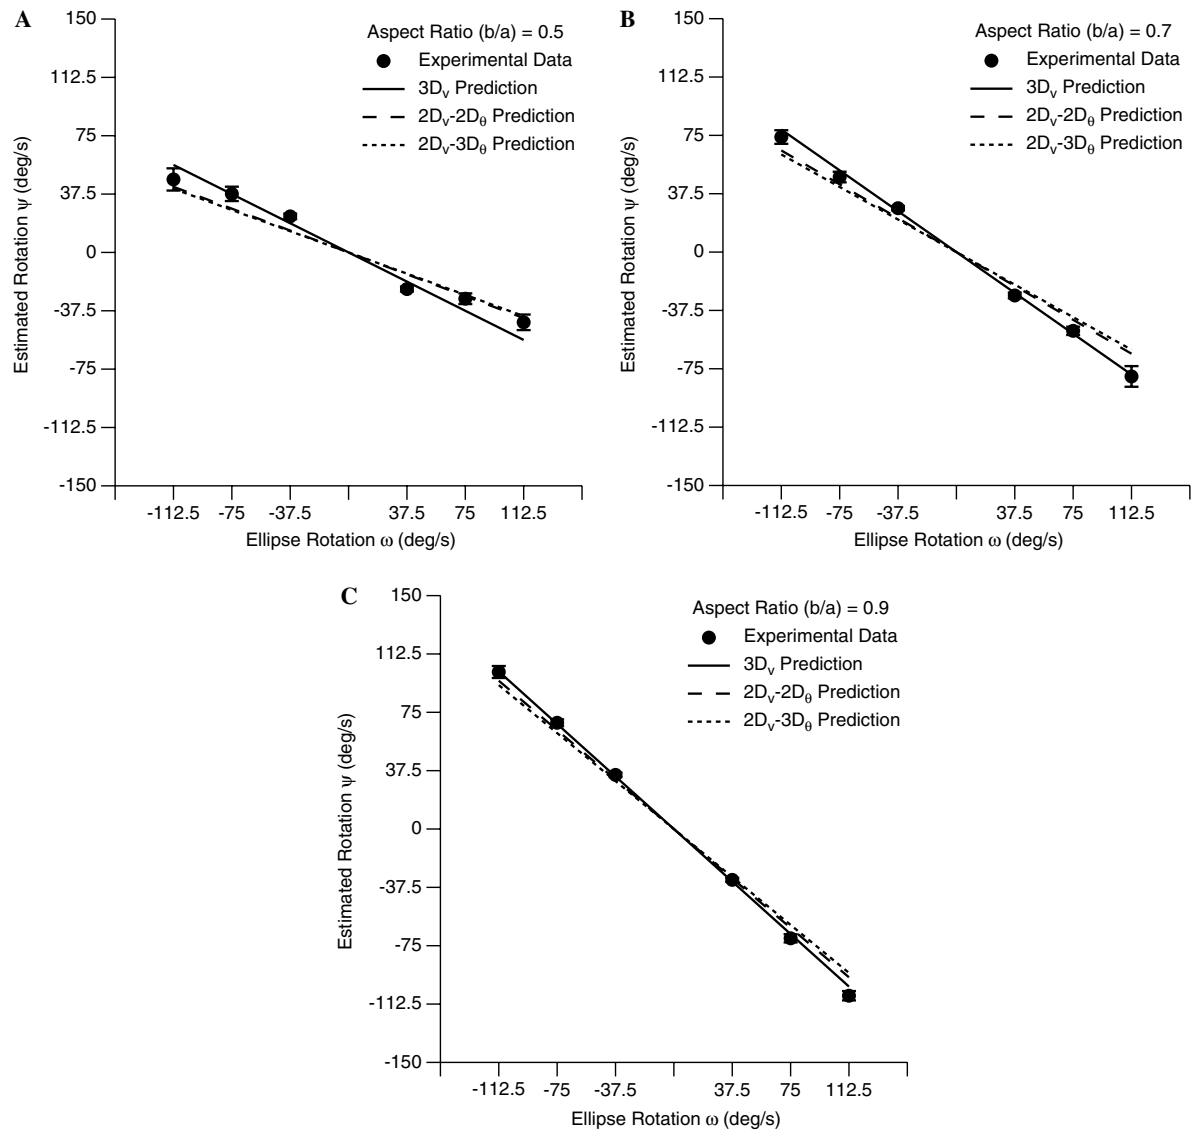 A
Aspect Ratio (b/a) = 0.5
Experimental Data
3Dᵥ Prediction
2Dᵥ-2D_θ Prediction
2Dᵥ-3D_θ Prediction
150
112.5
75
37.5
0
-37.5
-75
-112.5
-150
Estimated Rotation ψ (deg/s)
-112.5 -75 -37.5 37.5 75 112.5
Ellipse Rotation ω (deg/s)
B
Aspect Ratio (b/a) = 0.7
Experimental Data
3Dᵥ Prediction
2Dᵥ-2D_θ Prediction
2Dᵥ-3D_θ Prediction
150
112.5
75
37.5
0
-37.5
-75
-112.5
-150
Estimated Rotation ψ (deg/s)
-112.5 -75 -37.5 37.5 75 112.5
Ellipse Rotation ω (deg/s)
C
Aspect Ratio (b/a) = 0.9
Experimental Data
3Dᵥ Prediction
2Dᵥ-2D_θ Prediction
2Dᵥ-3D_θ Prediction
150
112.5
75
37.5
0
-37.5
-75
-112.5
-150
Estimated Rotation ψ (deg/s)
-112.5 -75 -37.5 37.5 75 112.5
Ellipse Rotation ω (deg/s)